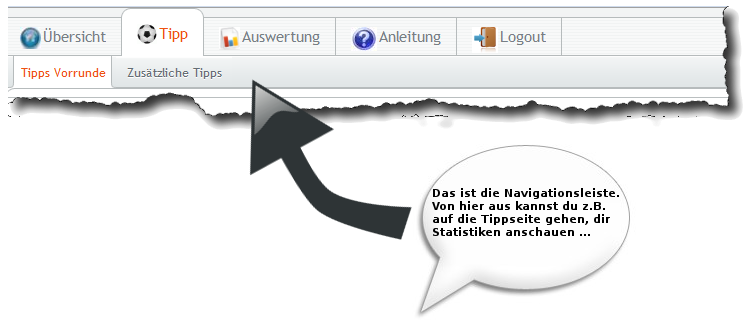 Übersicht Tipp Auswertung Anleitung Logout
Tipps Vorrunde Zusätzliche Tipps
Das ist die Navigationsleiste.
Von hier aus kannst du z.B.
auf die Tippseite gehen, dir
Statistiken anschauen ...